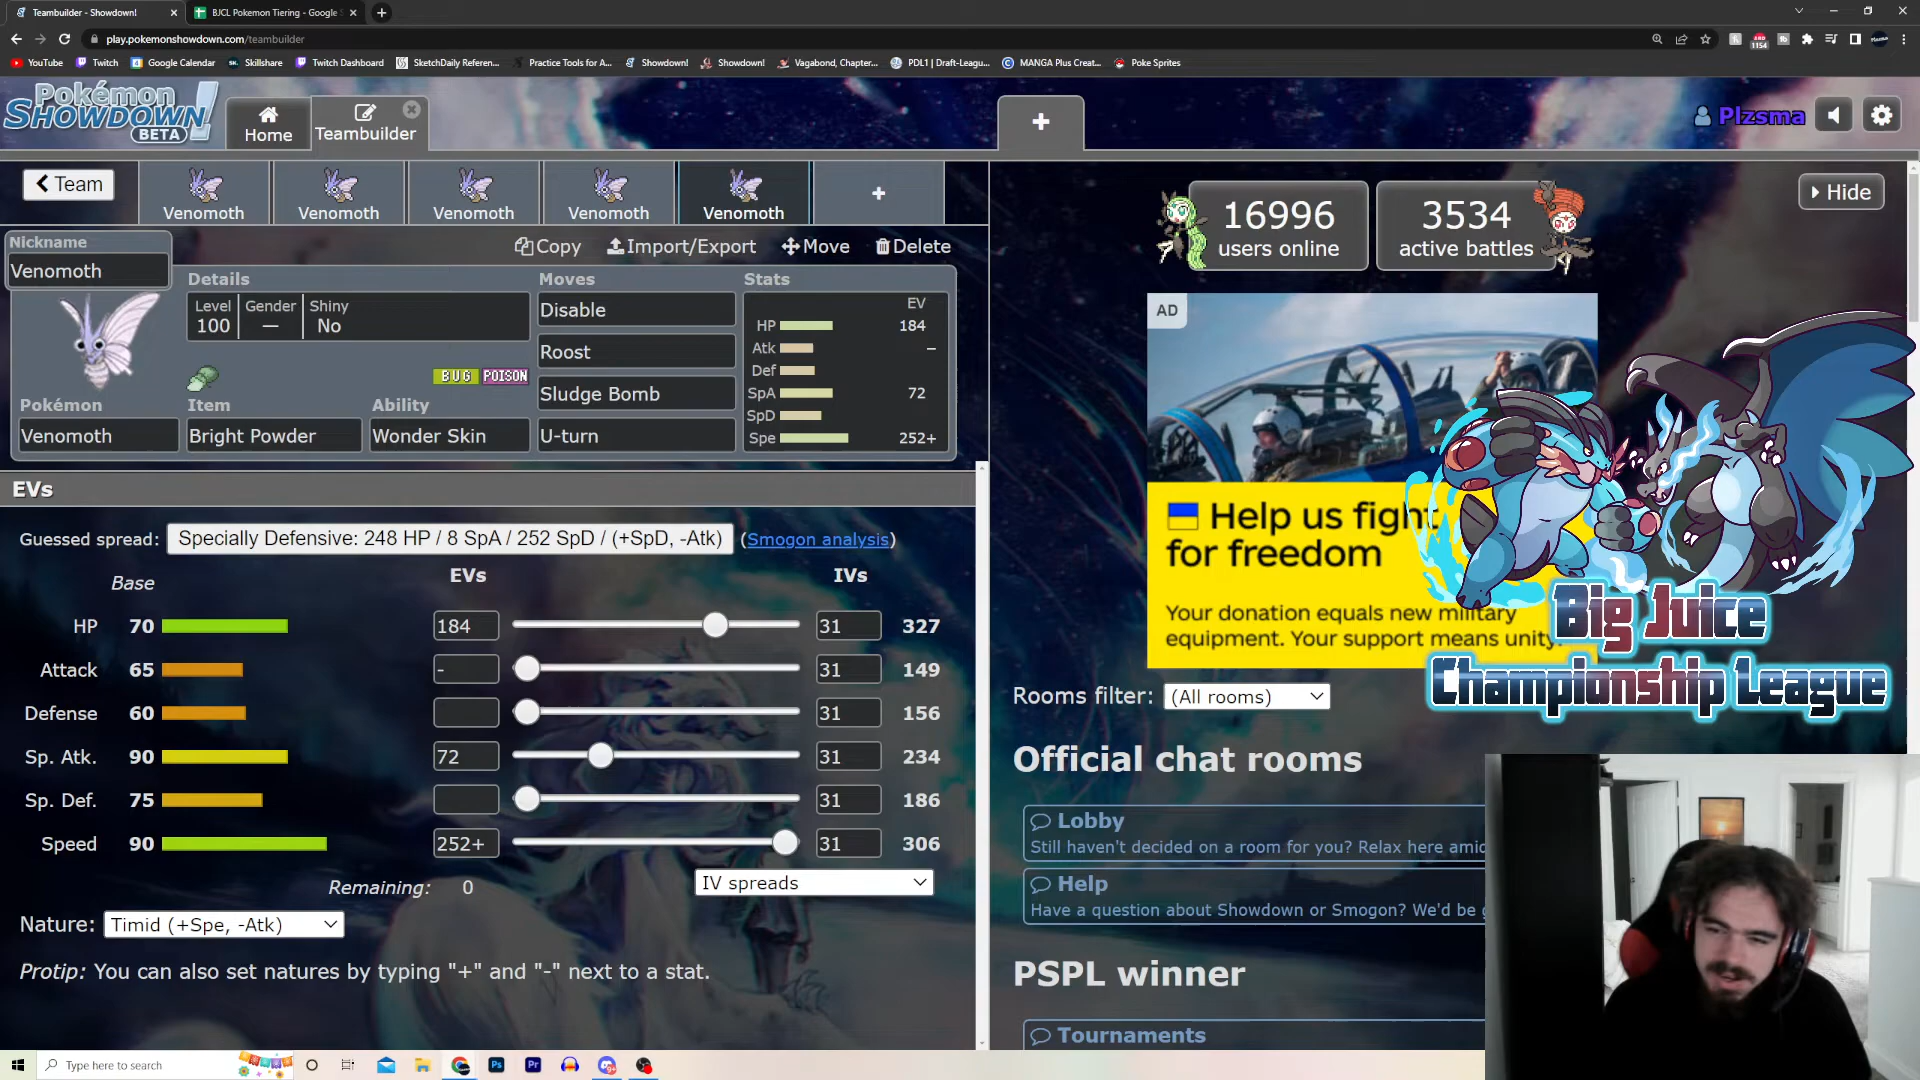 Teambuilder - Showdown!
BJCL Pokemon Tiering - Google S
play.pokemonshowdown.com/teambuilder
1154
YouTube
Twitch
Google Calendar
Skillshare
Twitch Dashboard
SketchDaily Referen...
Practice Tools for A...
Showdown!
Showdown!
Vagabond, Chapter...
PDL1 | Draft-Leagu...
MANGA Plus Creat...
Poke Sprites
Pokémon
SHOWDOWN!
BETA
Home
Teambuilder
+
Plzsma
Team
Venomoth
Venomoth
Venomoth
Venomoth
Venomoth
+
Nickname
Venomoth
Copy
Import/Export
Move
Delete
Details
Level
100
Gender
—
Shiny
No
BUG
POISON
Pokémon
Venomoth
Item
Bright Powder
Ability
Wonder Skin
Moves
Disable
Roost
Sludge Bomb
U-turn
Stats
EV
HP 184
Atk –
Def
SpA 72
SpD
Spe 252+
EVs
Guessed spread: Specially Defensive: 248 HP / 8 SpA / 252 SpD / (+SpD, -Atk) (Smogon analysis)
Base EVs IVs
HP 70 184 31 327
Attack 65 - 31 149
Defense 60 31 156
Sp. Atk. 90 72 31 234
Sp. Def. 75 31 186
Speed 90 252+ 31 306
Remaining: 0
IV spreads
Nature: Timid (+Spe, -Atk)
Protip: You can also set natures by typing "+" and "-" next to a stat.
16996
users online
3534
active battles
Hide
AD
Help us fight
for freedom
Your donation equals new military
equipment. Your support means unity.
Big Juice
Championship League
Rooms filter: (All rooms)
Official chat rooms
Lobby
Still haven't decided on a room for you? Relax here amid
Help
Have a question about Showdown or Smogon? We'd be g
PSPL winner
Tournaments
Type here to search
Ps
Pr